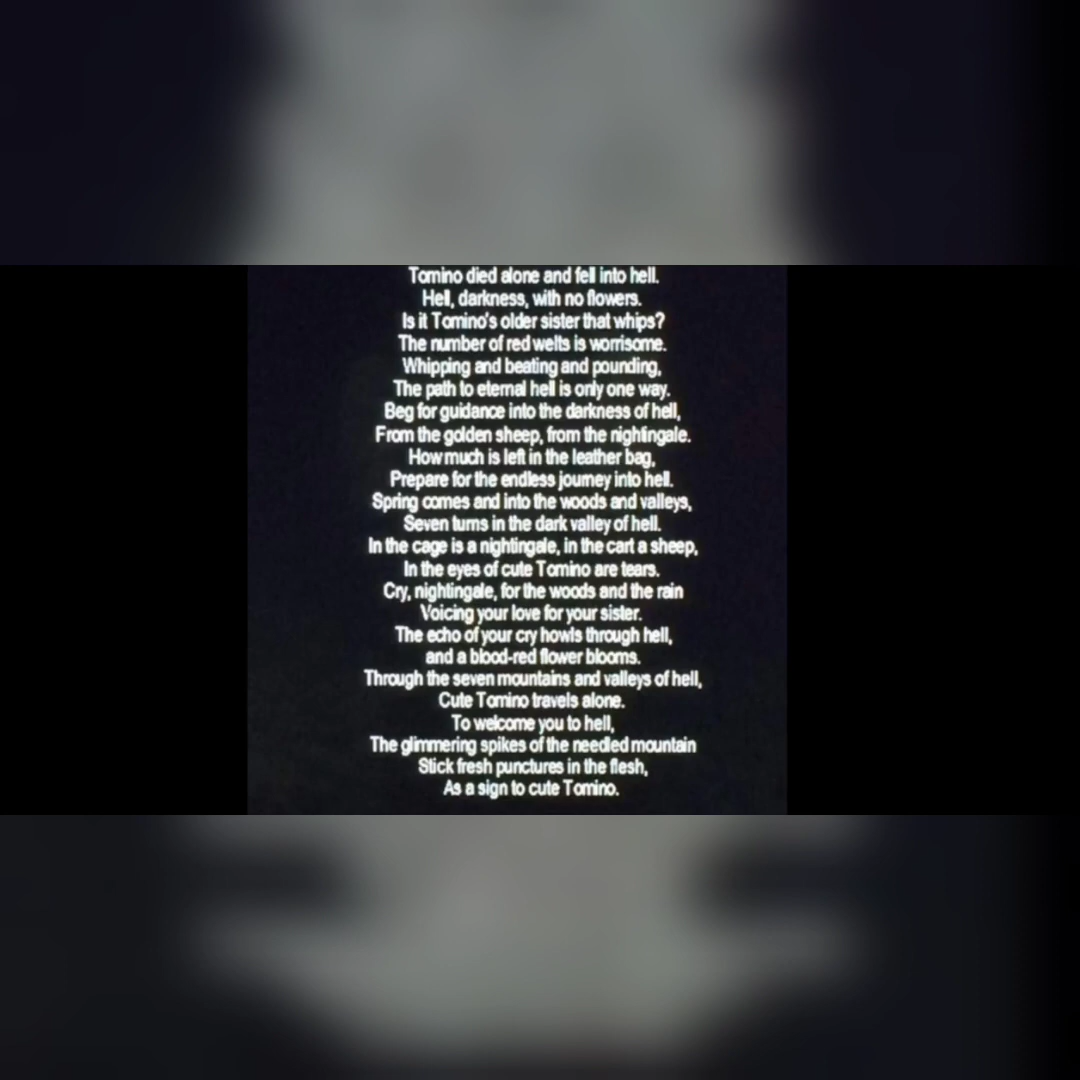 Tomino died alone and fell into hell.
Hell, darkness, with no flowers.
Is it Tomino's older sister that whips?
The number of red welts is worrisome.
Whipping and beating and pounding,
The path to eternal hell is only one way.
Beg for guidance into the darkness of hell,
From the golden sheep, from the nightingale.
How much is left in the leather bag,
Prepare for the endless journey into hell.
Spring comes and into the woods and valleys,
Seven turns in the dark valley of hell.
In the cage is a nightingale, in the cart a sheep,
In the eyes of cute Tomino are tears.
Cry, nightingale, for the woods and the rain
Voicing your love for your sister.
The echo of your cry howls through hell,
and a blood-red flower blooms.
Through the seven mountains and valleys of hell,
Cute Tomino travels alone.
To welcome you to hell,
The glimmering spikes of the needled mountain
Stick fresh punctures in the flesh,
As a sign to cute Tomino.